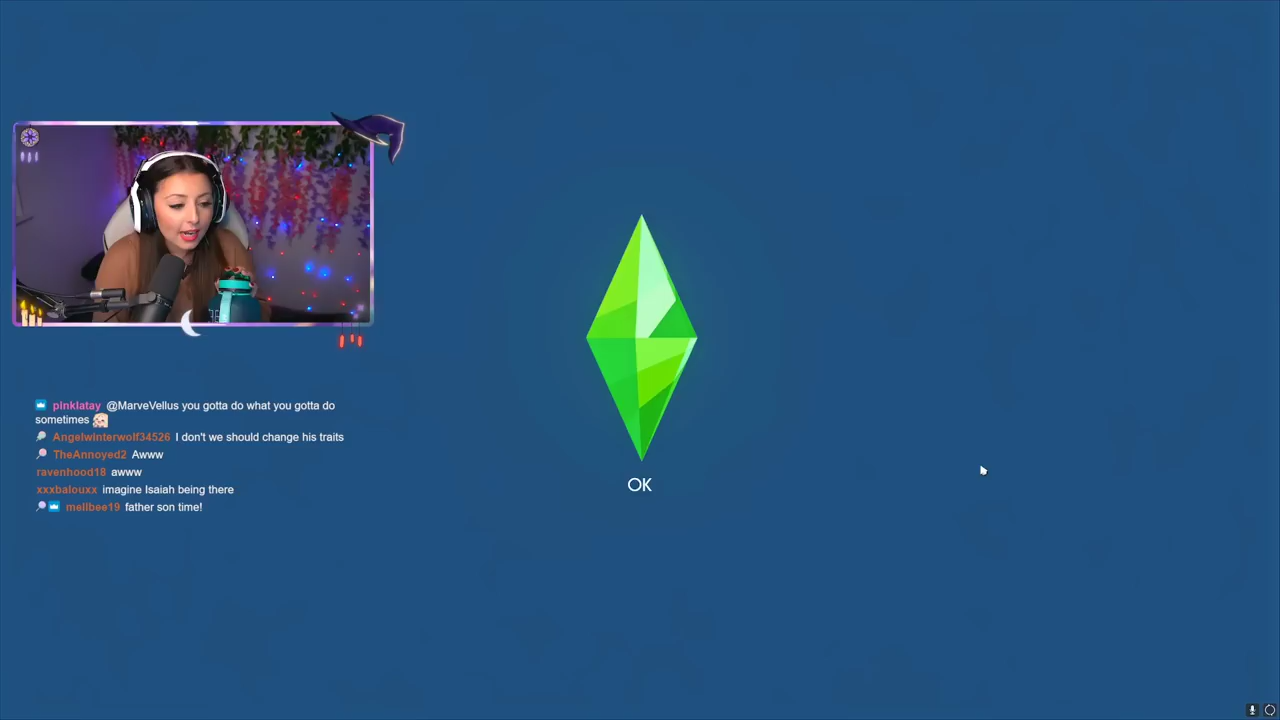 pInklatay @MarveVellus you gotta do what you gotta do
sometimes
Angelwinterwolf34526 I don't we should change his traits
TheAnnoyed2 Awww
ravenhood18 awww
xxxbalouxx imagine Isaiah being there
mellbee19 father son time!
OK